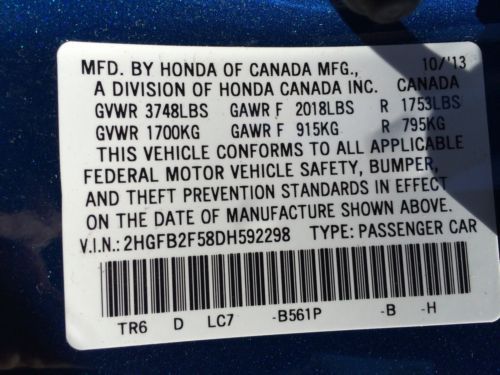 MFD. BY HONDA OF CANADA MFG., 10/'13
A DIVISION OF HONDA CANADA INC. CANADA
GVWR 3748LBS GAWR F 2018LBS R 1753LBS
GVWR 1700KG GAWR F 915KG R 795KG
THIS VEHICLE CONFORMS TO ALL APPLICABLE
FEDERAL MOTOR VEHICLE SAFETY, BUMPER,
AND THEFT PREVENTION STANDARDS IN EFFECT
ON THE DATE OF MANUFACTURE SHOWN ABOVE.
V.I.N.: 2HGFB2F58DH592298 TYPE: PASSENGER CAR
TR6 D LC7 -B561P -B -H